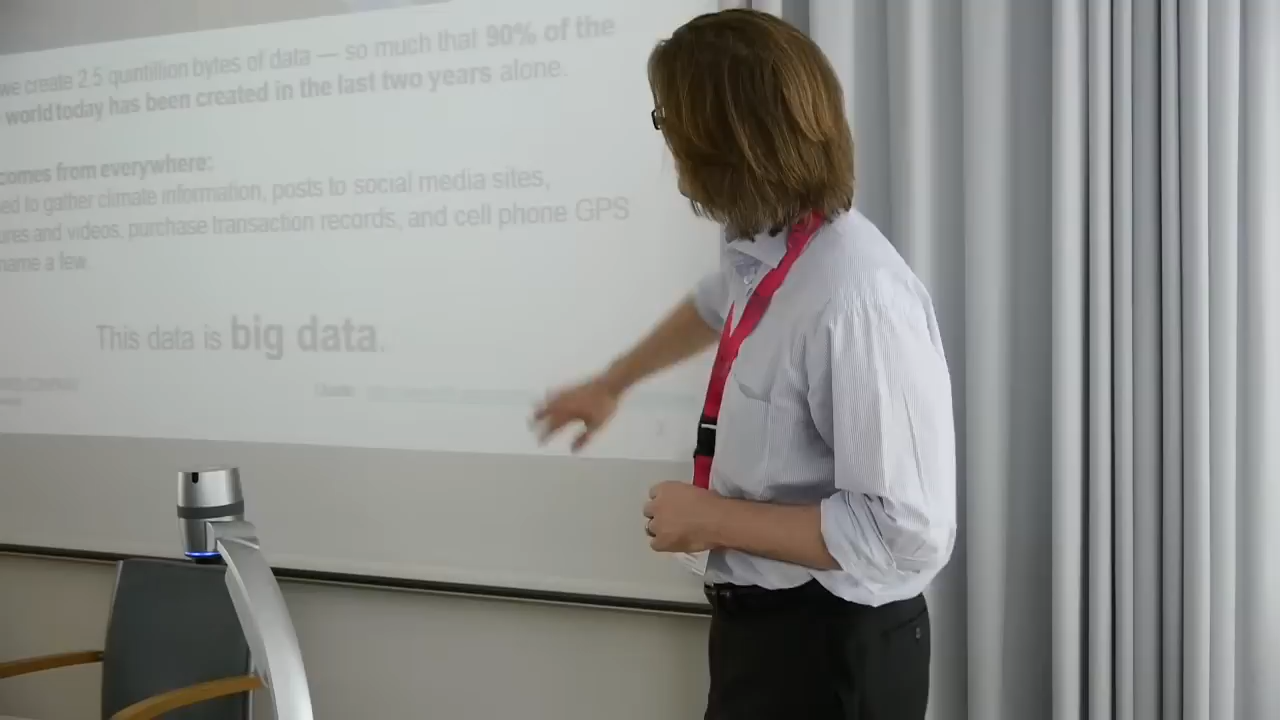 we create 2.5 quintillion bytes of data — so much that 90% of the
world today has been created in the last two years alone.
comes from everywhere:
ed to gather climate information, posts to social media sites,
ures and videos, purchase transaction records, and cell phone GPS
name a few.
This data is big data.